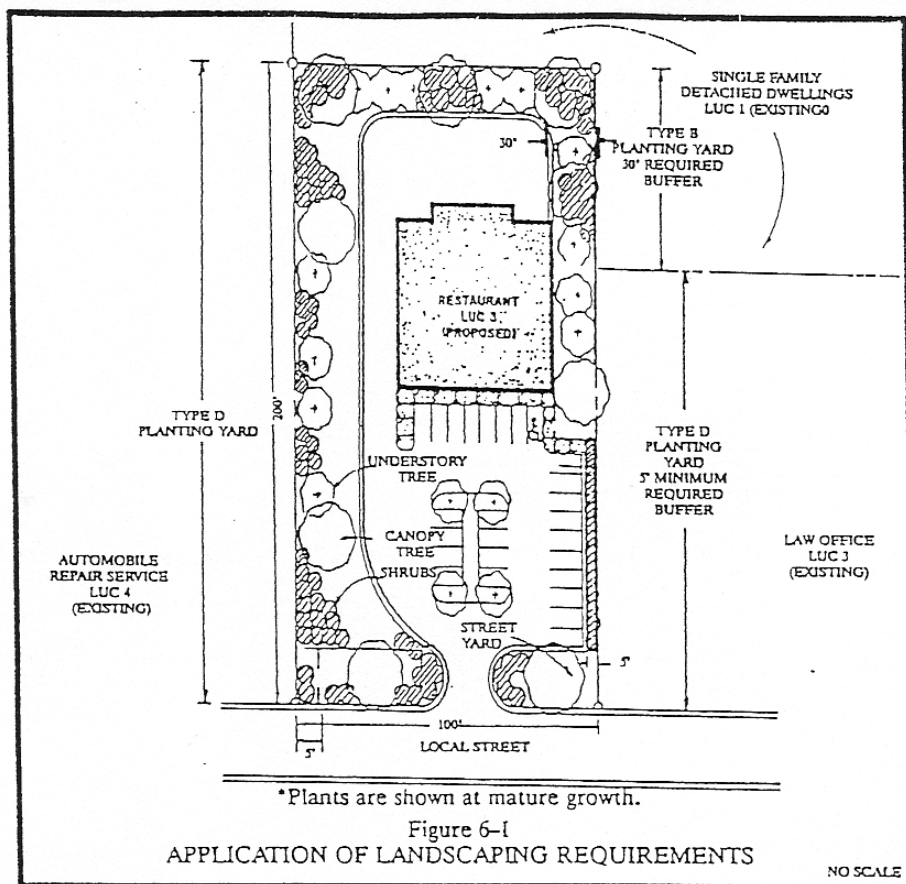 SINGLE FAMILY
DETACHED DWELLINGS
LUC 1 (EXISTING0
30'
TYPE B
PLANTING YARD
30' REQUIRED
BUFFER
RESTAURANT
LUC 3
(PROPOSED)
TYPE D
PLANTING YARD
200'
TYPE D
PLANTING
YARD
5' MINIMUM
REQUIRED
BUFFER
UNDERSTORY
TREE
CANOPY
TREE
SHRUBS
AUTOMOBILE
REPAIR SERVICE
LUC 4
(EXISTING)
LAW OFFICE
LUC 3
(EXISTING)
STREET
YARD
5'
100'
5'
LOCAL STREET
*Plants are shown at mature growth.
Figure 6-1
APPLICATION OF LANDSCAPING REQUIREMENTS
NO SCALE